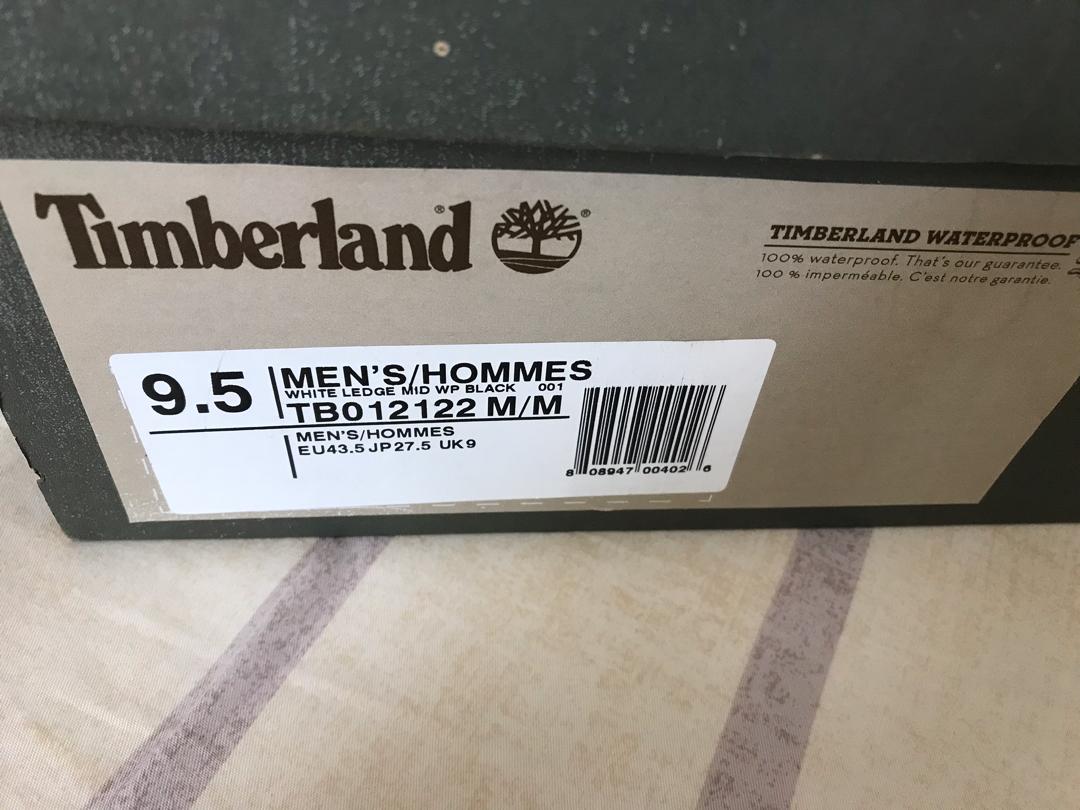 Timberland®
®
TIMBERLAND WATERPROOF
100% waterproof. That's our guarantee.
100 % imperméable. C'est notre garantie.
9.5
MEN'S/HOMMES
WHITE LEDGE MID WP BLACK 001
TB012122 M/M
MEN'S/HOMMES
EU43.5 JP27.5 UK9
8 08947 00402 6